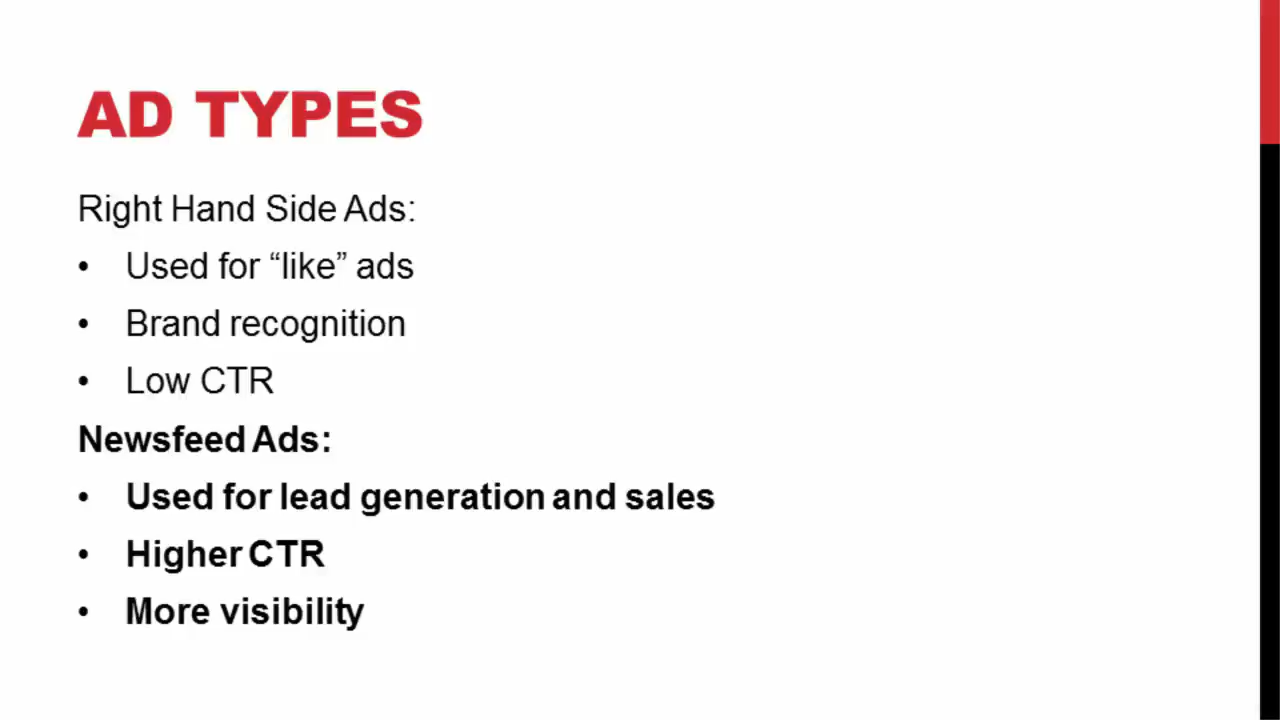 AD TYPES
Right Hand Side Ads:
• Used for “like” ads
• Brand recognition
• Low CTR
Newsfeed Ads:
• Used for lead generation and sales
• Higher CTR
• More visibility